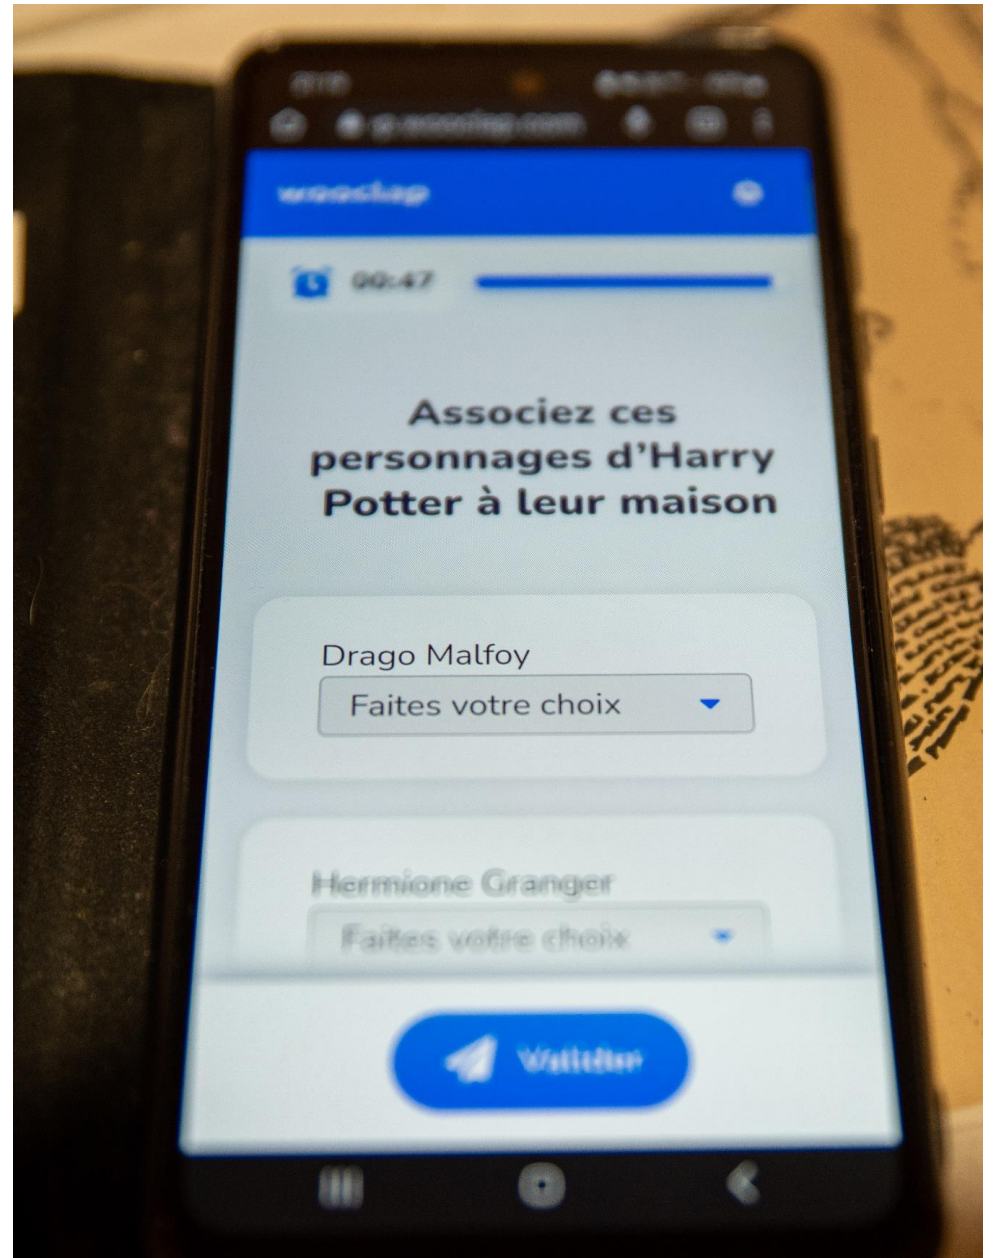 wooclap
00:47
Associez ces
personnages d'Harry
Potter à leur maison
Drago Malfoy
Faites votre choix
Hermione Granger
Faites votre choix
Valider